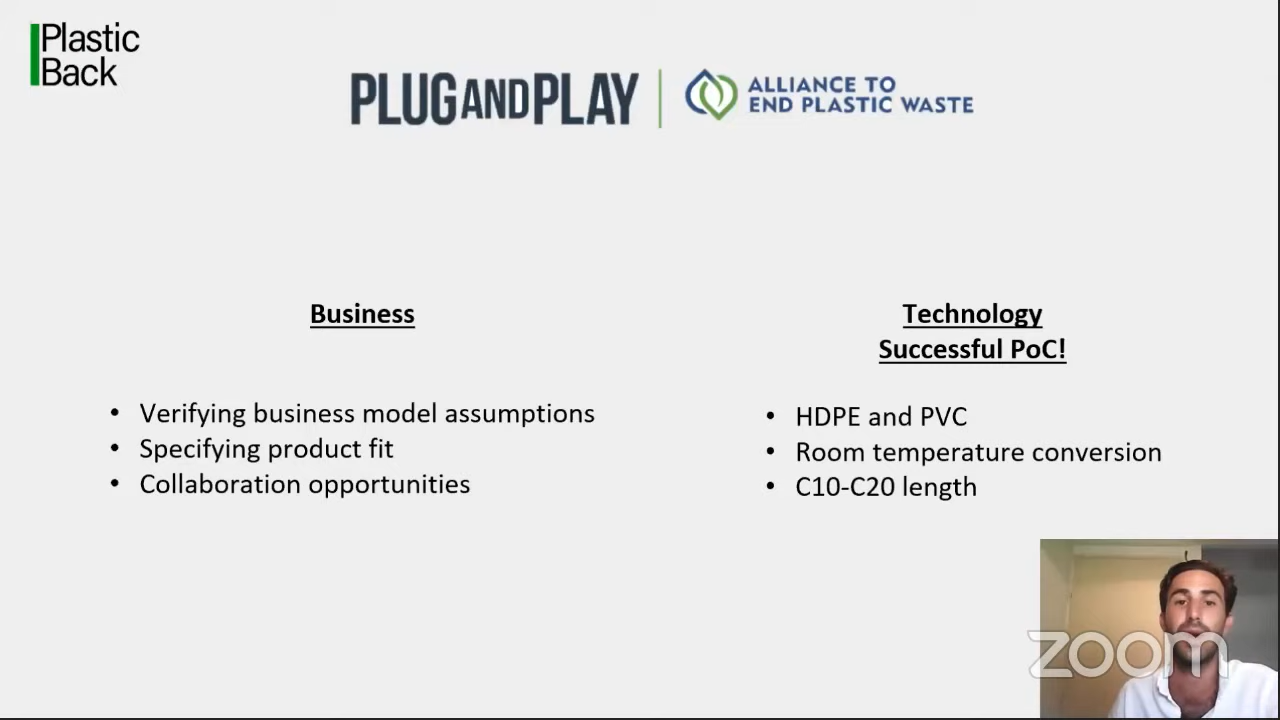 Plastic
Back
PLUGANDPLAY
ALLIANCE TO
END PLASTIC WASTE
Business
• Verifying business model assumptions
• Specifying product fit
• Collaboration opportunities
Technology
Successful PoC!
• HDPE and PVC
• Room temperature conversion
• C10-C20 length
zoom